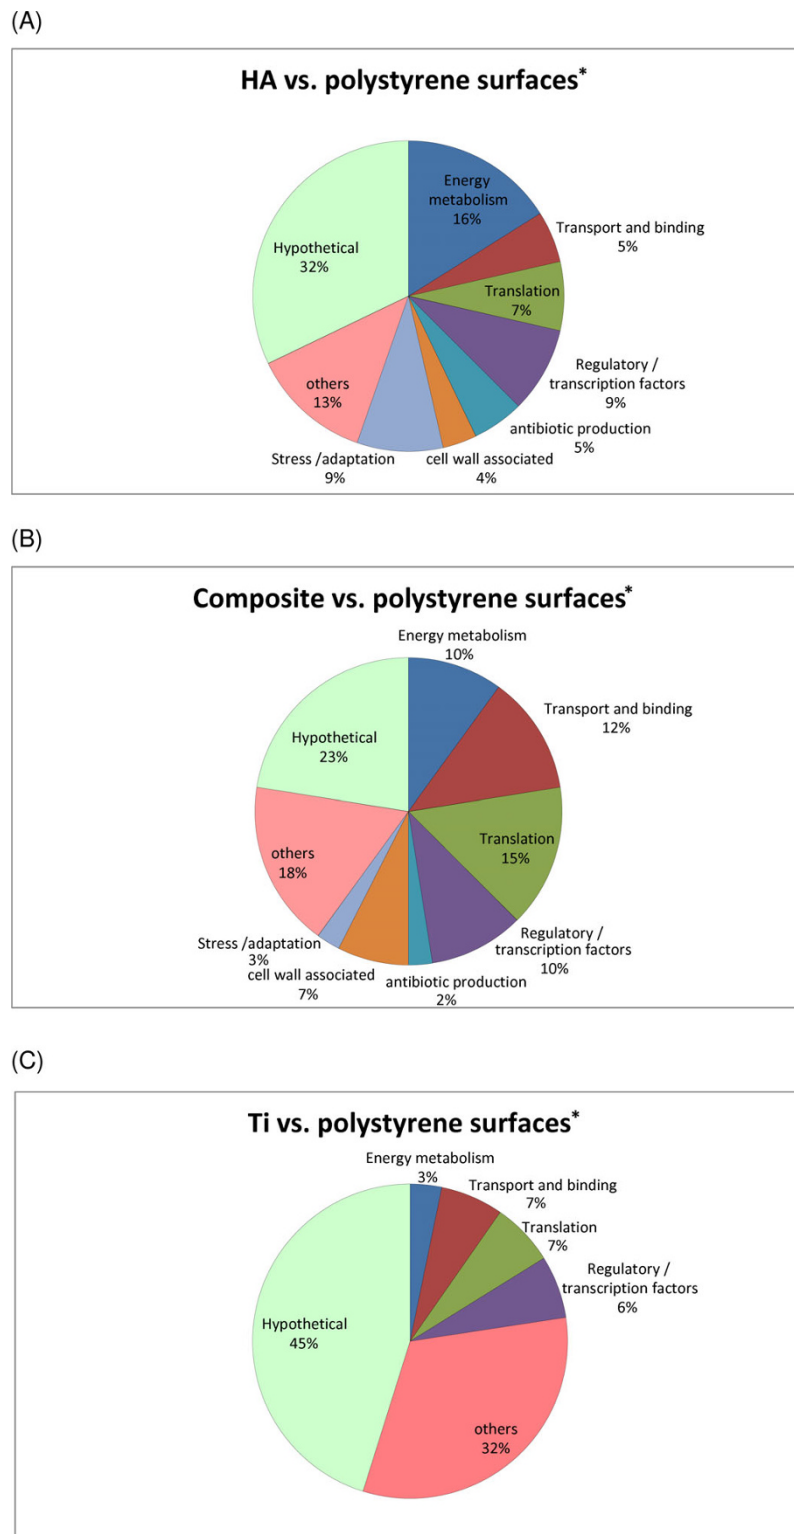 (A)
HA vs. polystyrene surfaces*
Energy
metabolism
16%
Transport and binding
5%
Translation
7%
Regulatory /
transcription factors
9%
antibiotic production
5%
cell wall associated
4%
Stress /adaptation
9%
others
13%
Hypothetical
32%
(B)
Composite vs. polystyrene surfaces*
Energy metabolism
10%
Transport and binding
12%
Translation
15%
Regulatory /
transcription factors
10%
antibiotic production
2%
cell wall associated
7%
Stress /adaptation
3%
others
18%
Hypothetical
23%
(C)
Ti vs. polystyrene surfaces*
Energy metabolism
3%
Transport and binding
7%
Translation
7%
Regulatory /
transcription factors
6%
others
32%
Hypothetical
45%